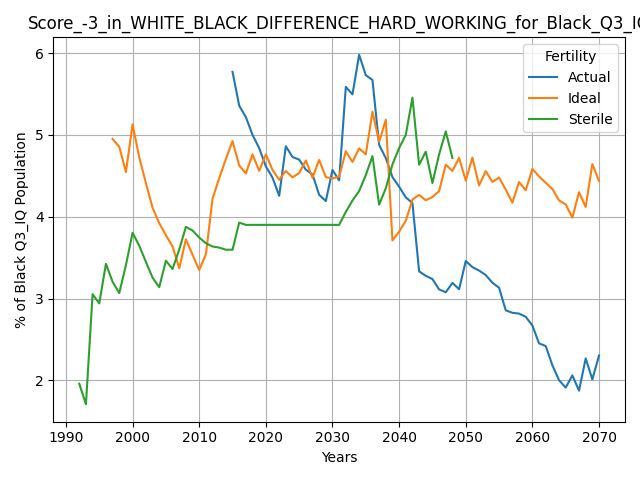 Score_-3_in_WHITE_BLACK_DIFFERENCE_HARD_WORKING_for_Black_Q3_IQ
Fertility
Actual
Ideal
Sterile
% of Black Q3_IQ Population
6
5
4
3
2
1990 2000 2010 2020 2030 2040 2050 2060 2070
Years